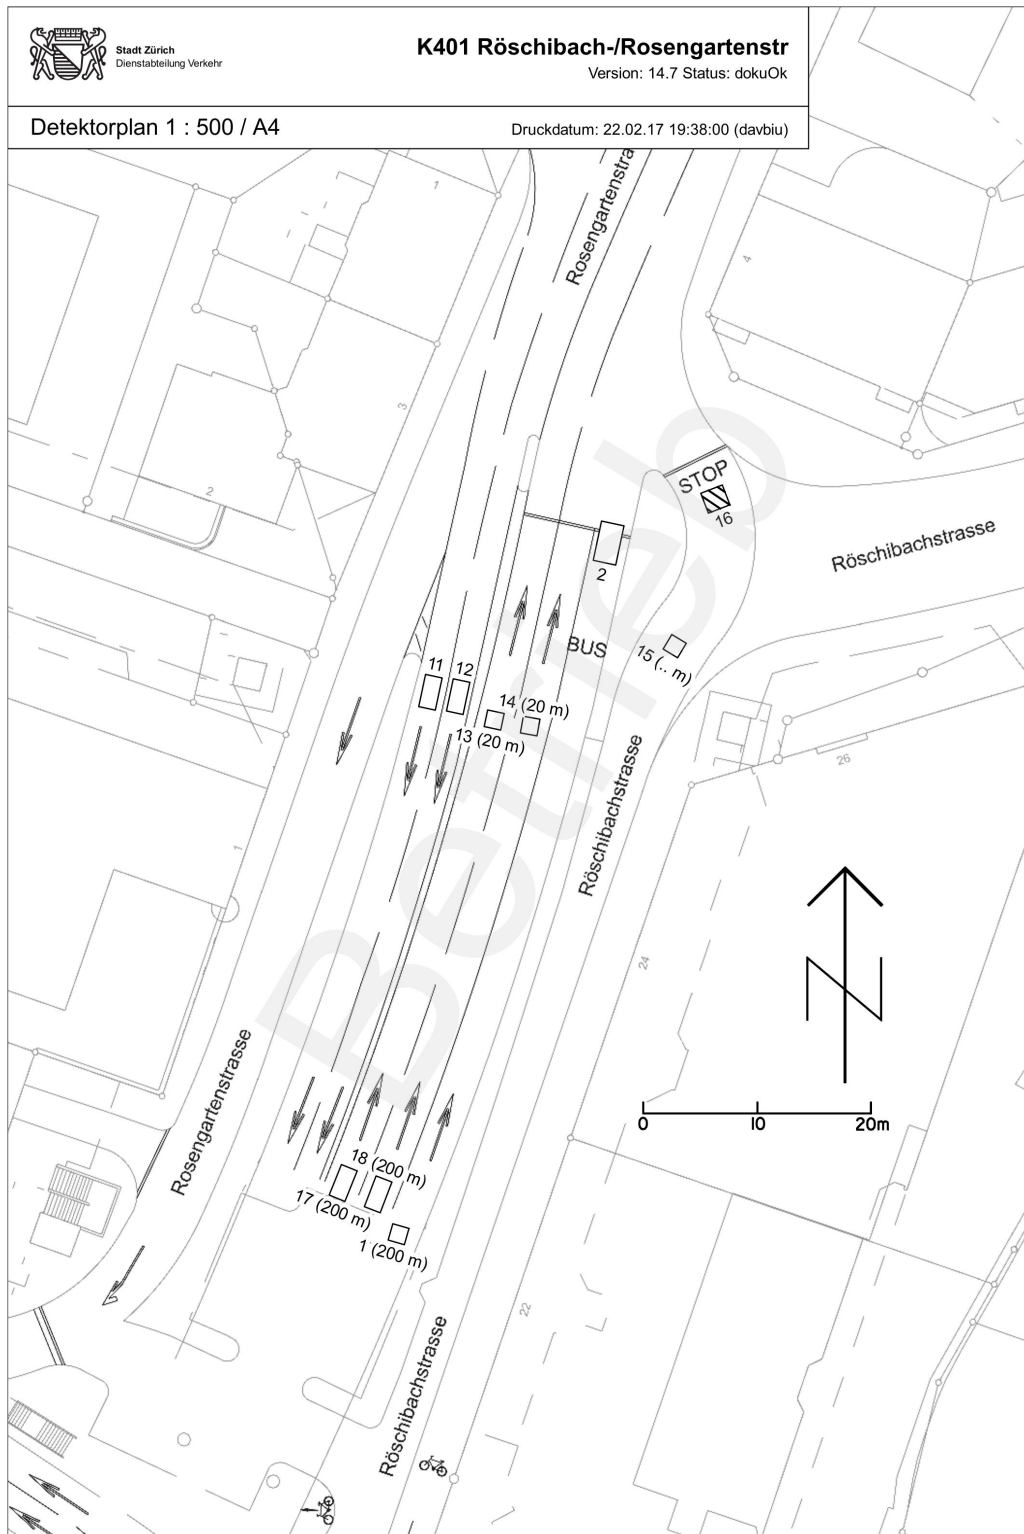 Stadt Zürich
Dienstabteilung Verkehr
K401 Röschibach-/Rosengartenstr
Version: 14.7 Status: dokuOk
Detektorplan 1 : 500 / A4
Druckdatum: 22.02.17 19:38:00 (davbiu)
Rosengartenstra
1
4
3
2
STOP
16
Röschibachstrasse
2
BUS
15 (.. m)
11
12
14 (20 m)
13 (20 m)
26
Röschibachstrasse
1
24
Betrieb
Rosengartenstrasse
0
10
20m
18 (200 m)
17 (200 m)
1 (200 m)
22
Röschibachstrasse